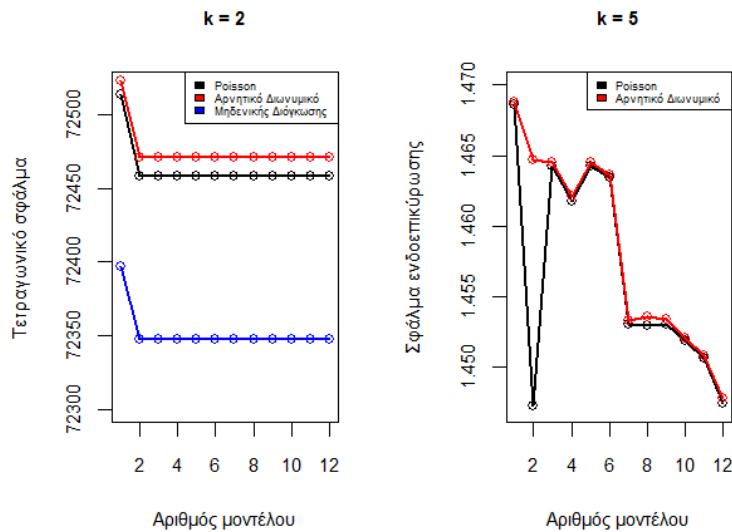 k = 2
Poisson
Αρνητικό Διωνυμικό
Μηδενικής Διόγκωσης
Τετραγωνικό σφάλμα
72500
72450
72400
72350
72300
2 4 6 8 10 12
Αριθμός μοντέλου
k = 5
Poisson
Αρνητικό Διωνυμικό
Σφάλμα ενδοεπικύρωσης
1.470
1.465
1.460
1.455
1.450
2 4 6 8 10 12
Αριθμός μοντέλου